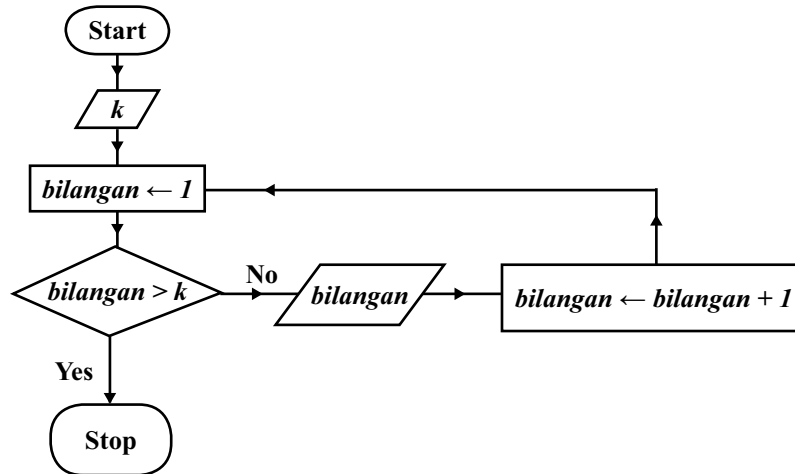 Start
k
bilangan ← 1
bilangan > k
No
bilangan
bilangan ← bilangan + 1
Yes
Stop